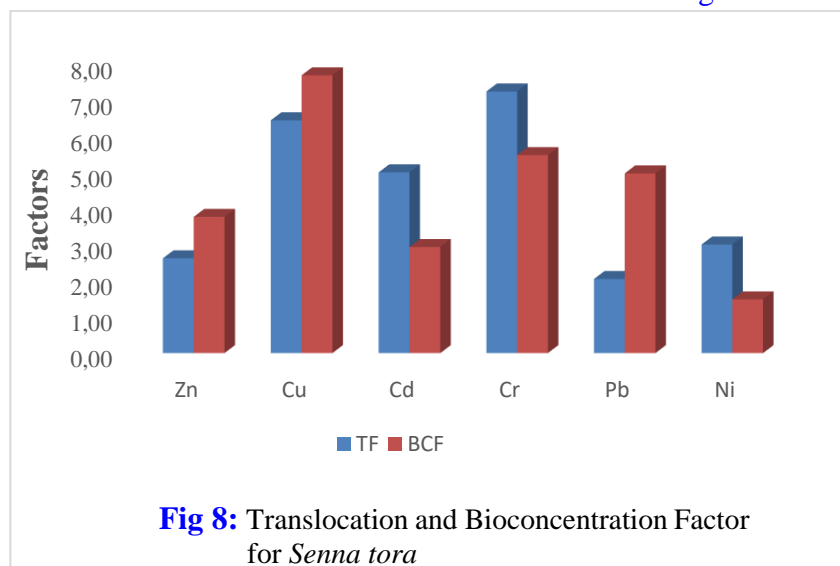 g
8,00
7,00
6,00
5,00
4,00
3,00
2,00
1,00
0,00
Factors
Zn Cu Cd Cr Pb Ni
TF BCF
Fig 8: Translocation and Bioconcentration Factor
for Senna tora